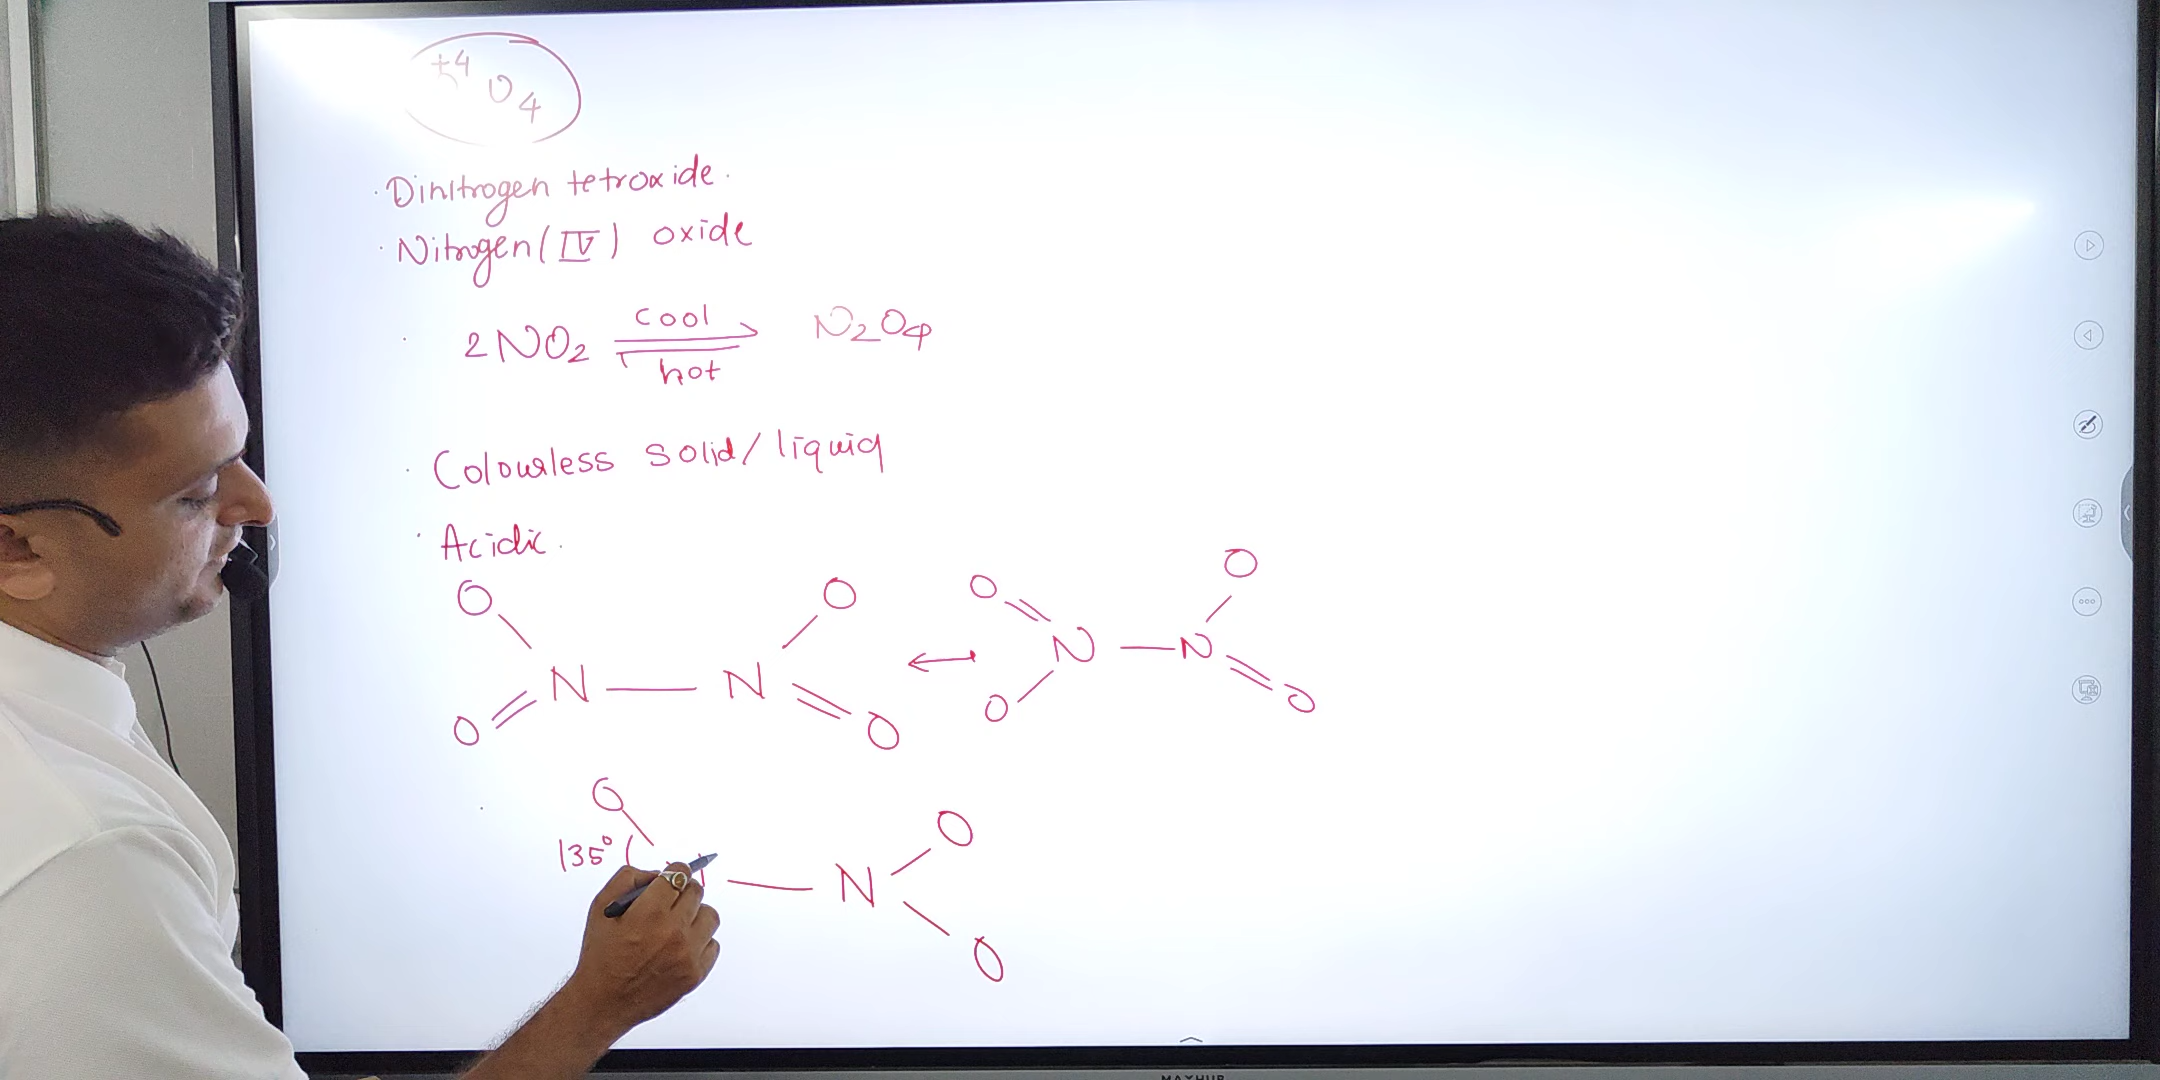 +4
O4
· Dinitrogen tetroxide.
· Nitrogen (IV) oxide
· 2NO2 cool N2O4
hot
· Colourless solid/liquid
· Acidic.
O O O O
N — N ⟷ N — N
O O O O
O O
135°
— N
O